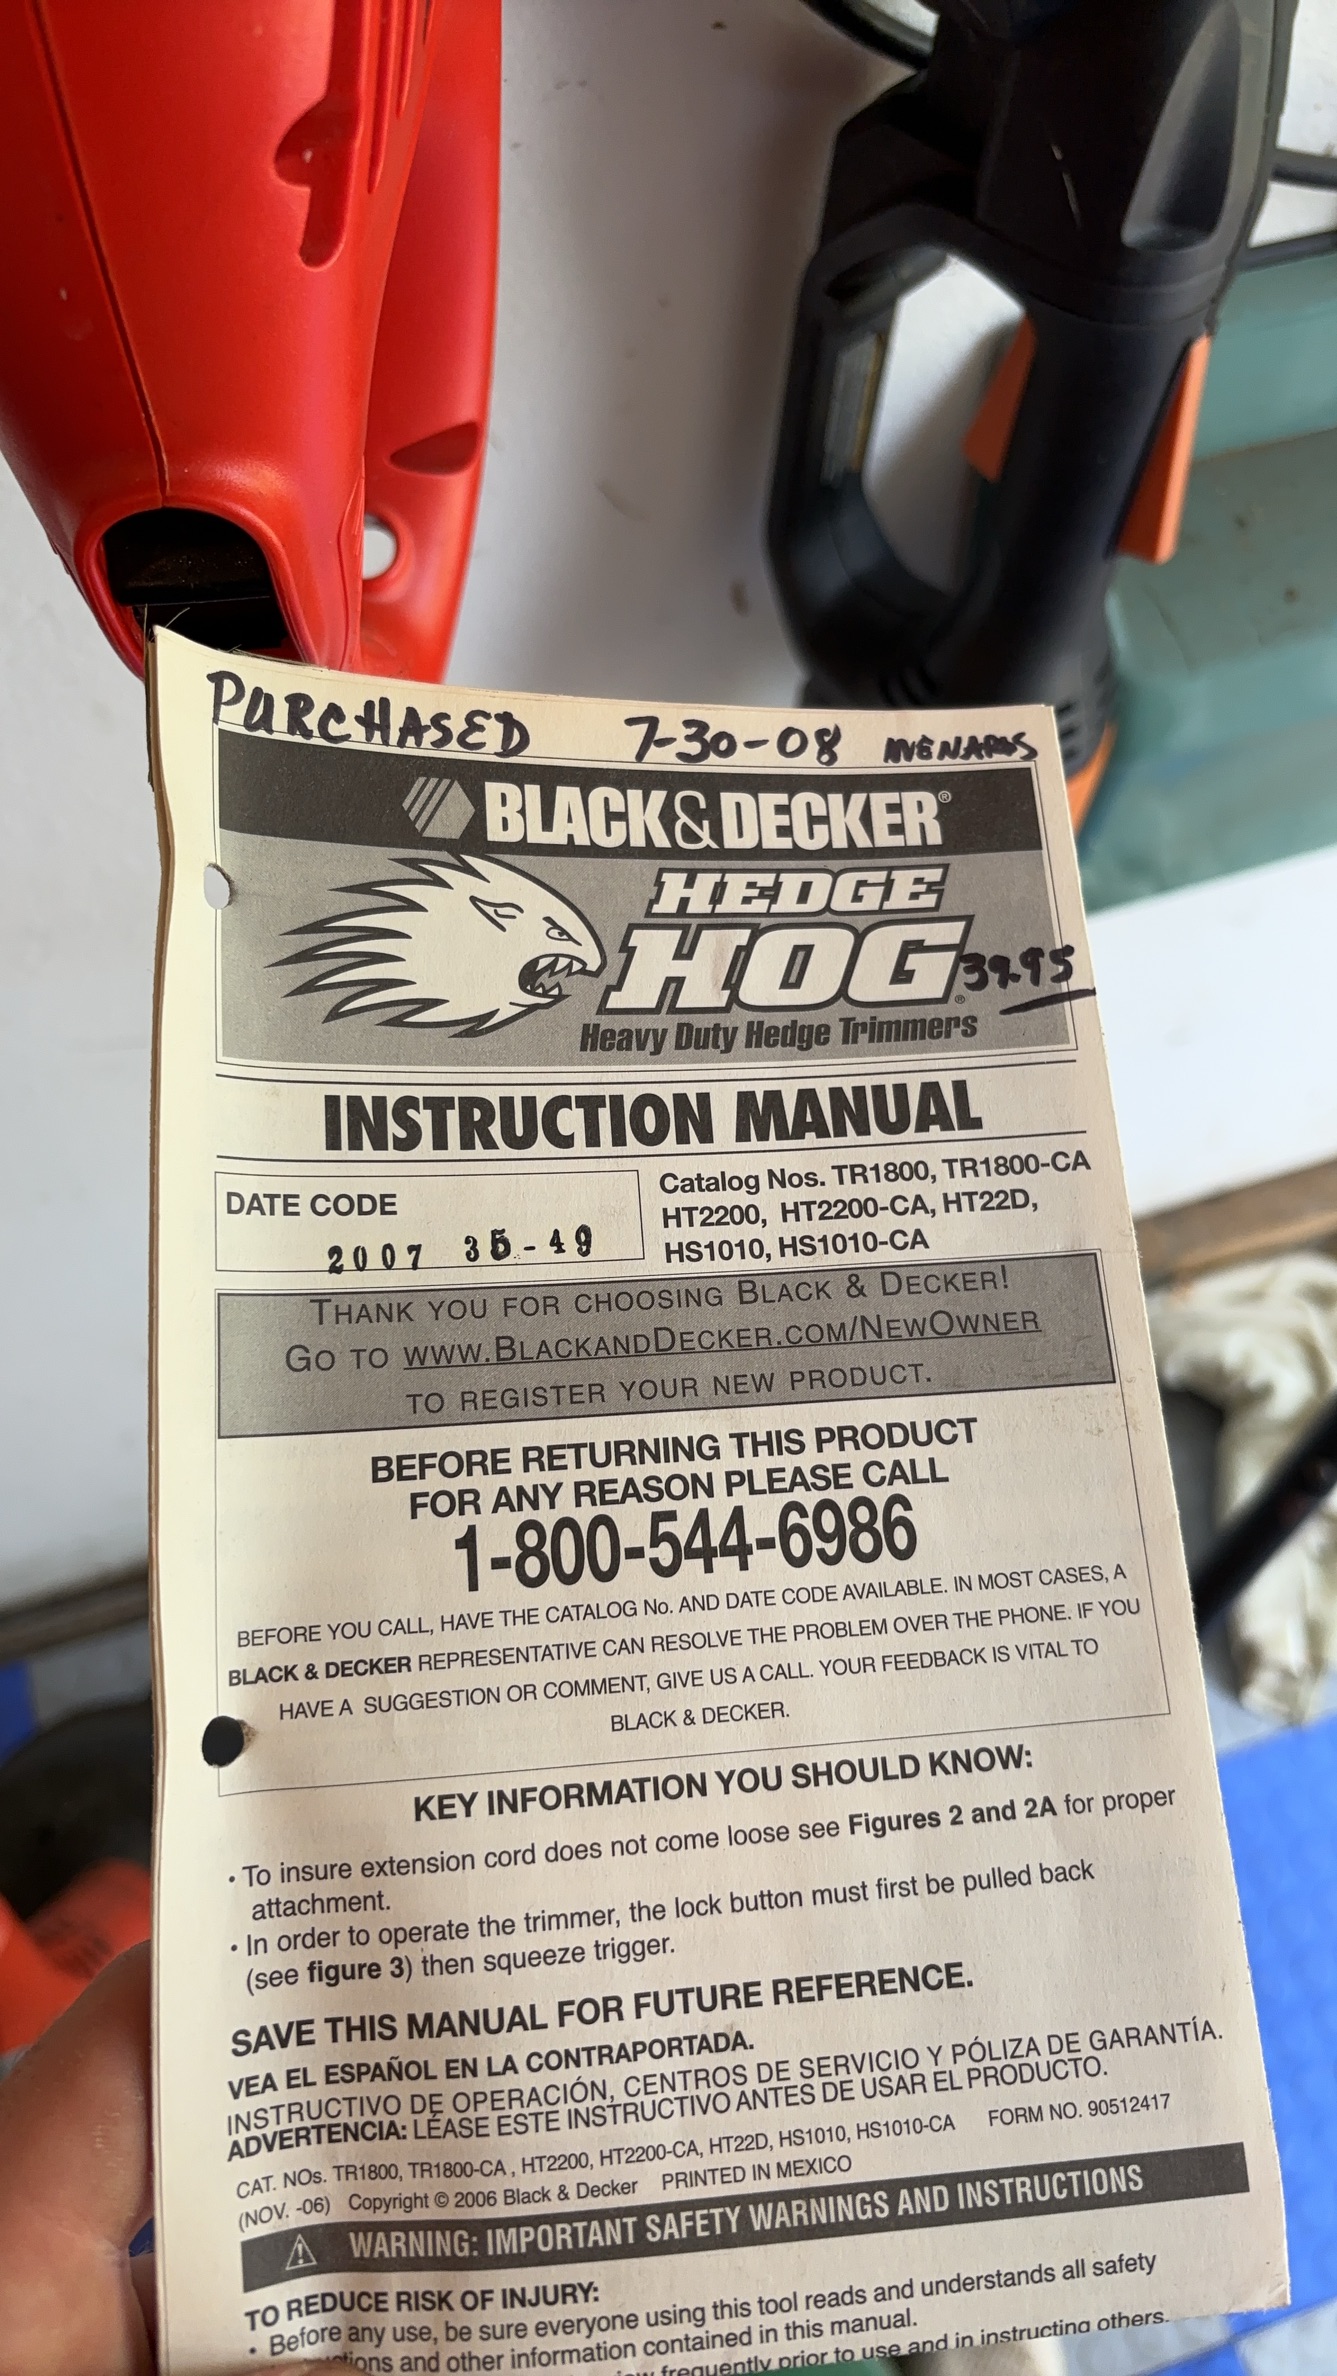 PURCHASED 7-30-08 MENARDS
BLACK&DECKER®
HEDGE
HOG® 39.95
Heavy Duty Hedge Trimmers
INSTRUCTION MANUAL
DATE CODE
2007 35-49
Catalog Nos. TR1800, TR1800-CA
HT2200, HT2200-CA, HT22D,
HS1010, HS1010-CA
THANK YOU FOR CHOOSING BLACK & DECKER!
GO TO WWW.BLACKANDDECKER.COM/NEWOWNER
TO REGISTER YOUR NEW PRODUCT.
BEFORE RETURNING THIS PRODUCT
FOR ANY REASON PLEASE CALL
1-800-544-6986
BEFORE YOU CALL, HAVE THE CATALOG No. AND DATE CODE AVAILABLE. IN MOST CASES, A
BLACK & DECKER REPRESENTATIVE CAN RESOLVE THE PROBLEM OVER THE PHONE. IF YOU
HAVE A SUGGESTION OR COMMENT, GIVE US A CALL. YOUR FEEDBACK IS VITAL TO
BLACK & DECKER.
KEY INFORMATION YOU SHOULD KNOW:
• To insure extension cord does not come loose see Figures 2 and 2A for proper
attachment.
• In order to operate the trimmer, the lock button must first be pulled back
(see figure 3) then squeeze trigger.
SAVE THIS MANUAL FOR FUTURE REFERENCE.
VEA EL ESPAÑOL EN LA CONTRAPORTADA.
INSTRUCTIVO DE OPERACIÓN, CENTROS DE SERVICIO Y PÓLIZA DE GARANTÍA.
ADVERTENCIA: LÉASE ESTE INSTRUCTIVO ANTES DE USAR EL PRODUCTO.
CAT. NOs. TR1800, TR1800-CA, HT2200, HT2200-CA, HT22D, HS1010, HS1010-CA FORM NO. 90512417
(NOV. -06) Copyright © 2006 Black & Decker PRINTED IN MEXICO
WARNING: IMPORTANT SAFETY WARNINGS AND INSTRUCTIONS
TO REDUCE RISK OF INJURY:
• Before any use, be sure everyone using this tool reads and understands all safety
and other information contained in this manual.
frequently prior to use and in instructing others.